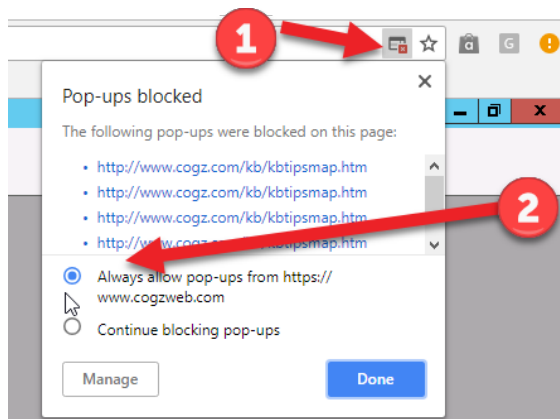 1
a
G
!
Pop-ups blocked
The following pop-ups were blocked on this page:
http://www.cogz.com/kb/kbtipsmap.htm
http://www.cogz.com/kb/kbtipsmap.htm
http://www.cogz.com/kb/kbtipsmap.htm
http://www.cogz.com/kb/kbtipsmap.htm
2
Always allow pop-ups from https://
www.cogzweb.com
Continue blocking pop-ups
Manage
Done